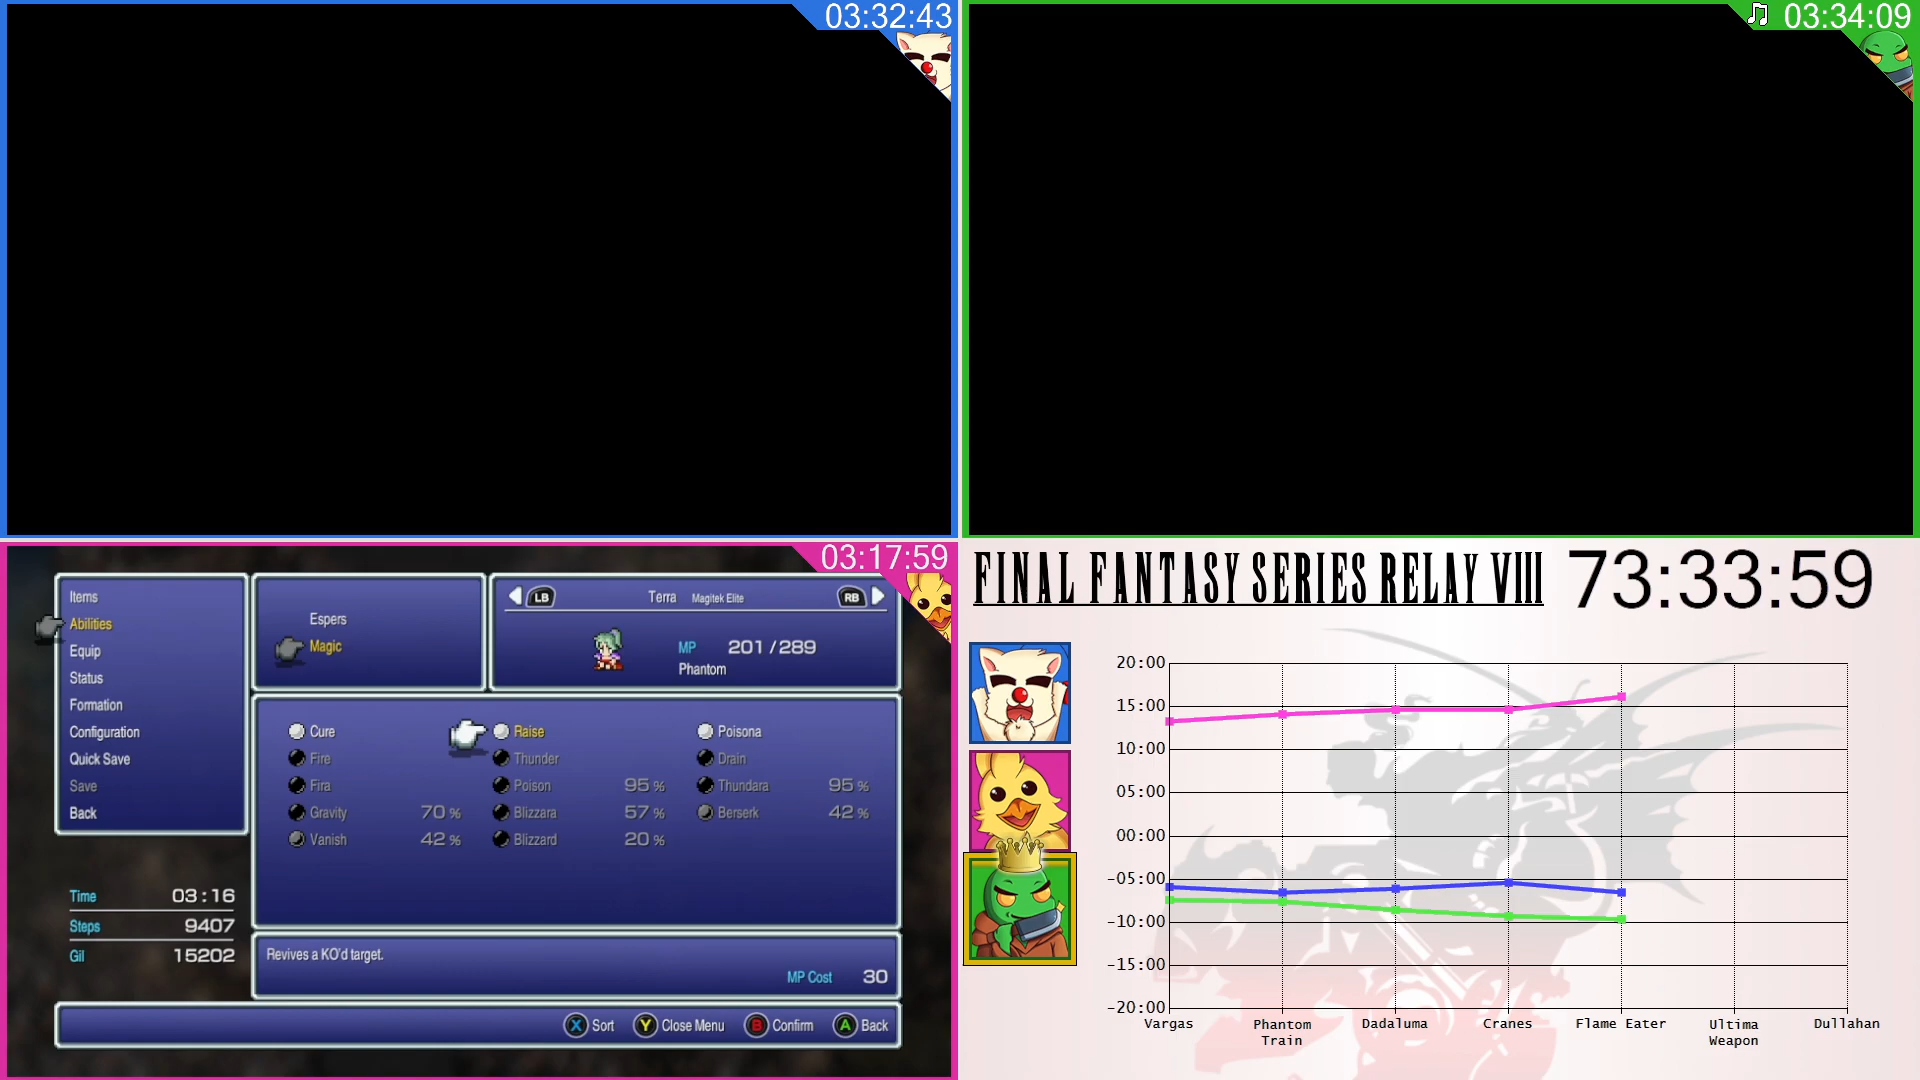 03:32:43
03:34:09
03:17:59
Items
Abilities
Equip
Status
Formation
Configuration
Quick Save
Save
Back
Time 03:16
Steps 9407
Gil 15202
Espers
Magic
LB Terra Magitek Elite RB
MP 201/289
Phantom
Cure Raise Poisona
Fire Thunder Drain
Fira Poison 95 % Thundara 95 %
Gravity 70 % Blizzara 57 % Berserk 42 %
Vanish 42 % Blizzard 20 %
Revives a KO'd target.
MP Cost 30
X Sort Y Close Menu B Confirm A Back
FINAL FANTASY SERIES RELAY VIII 73:33:59
20:00
15:00
10:00
05:00
00:00
-05:00
-10:00
-15:00
-20:00
Vargas Phantom Train Dadaluma Cranes Flame Eater Ultima Weapon Dullahan